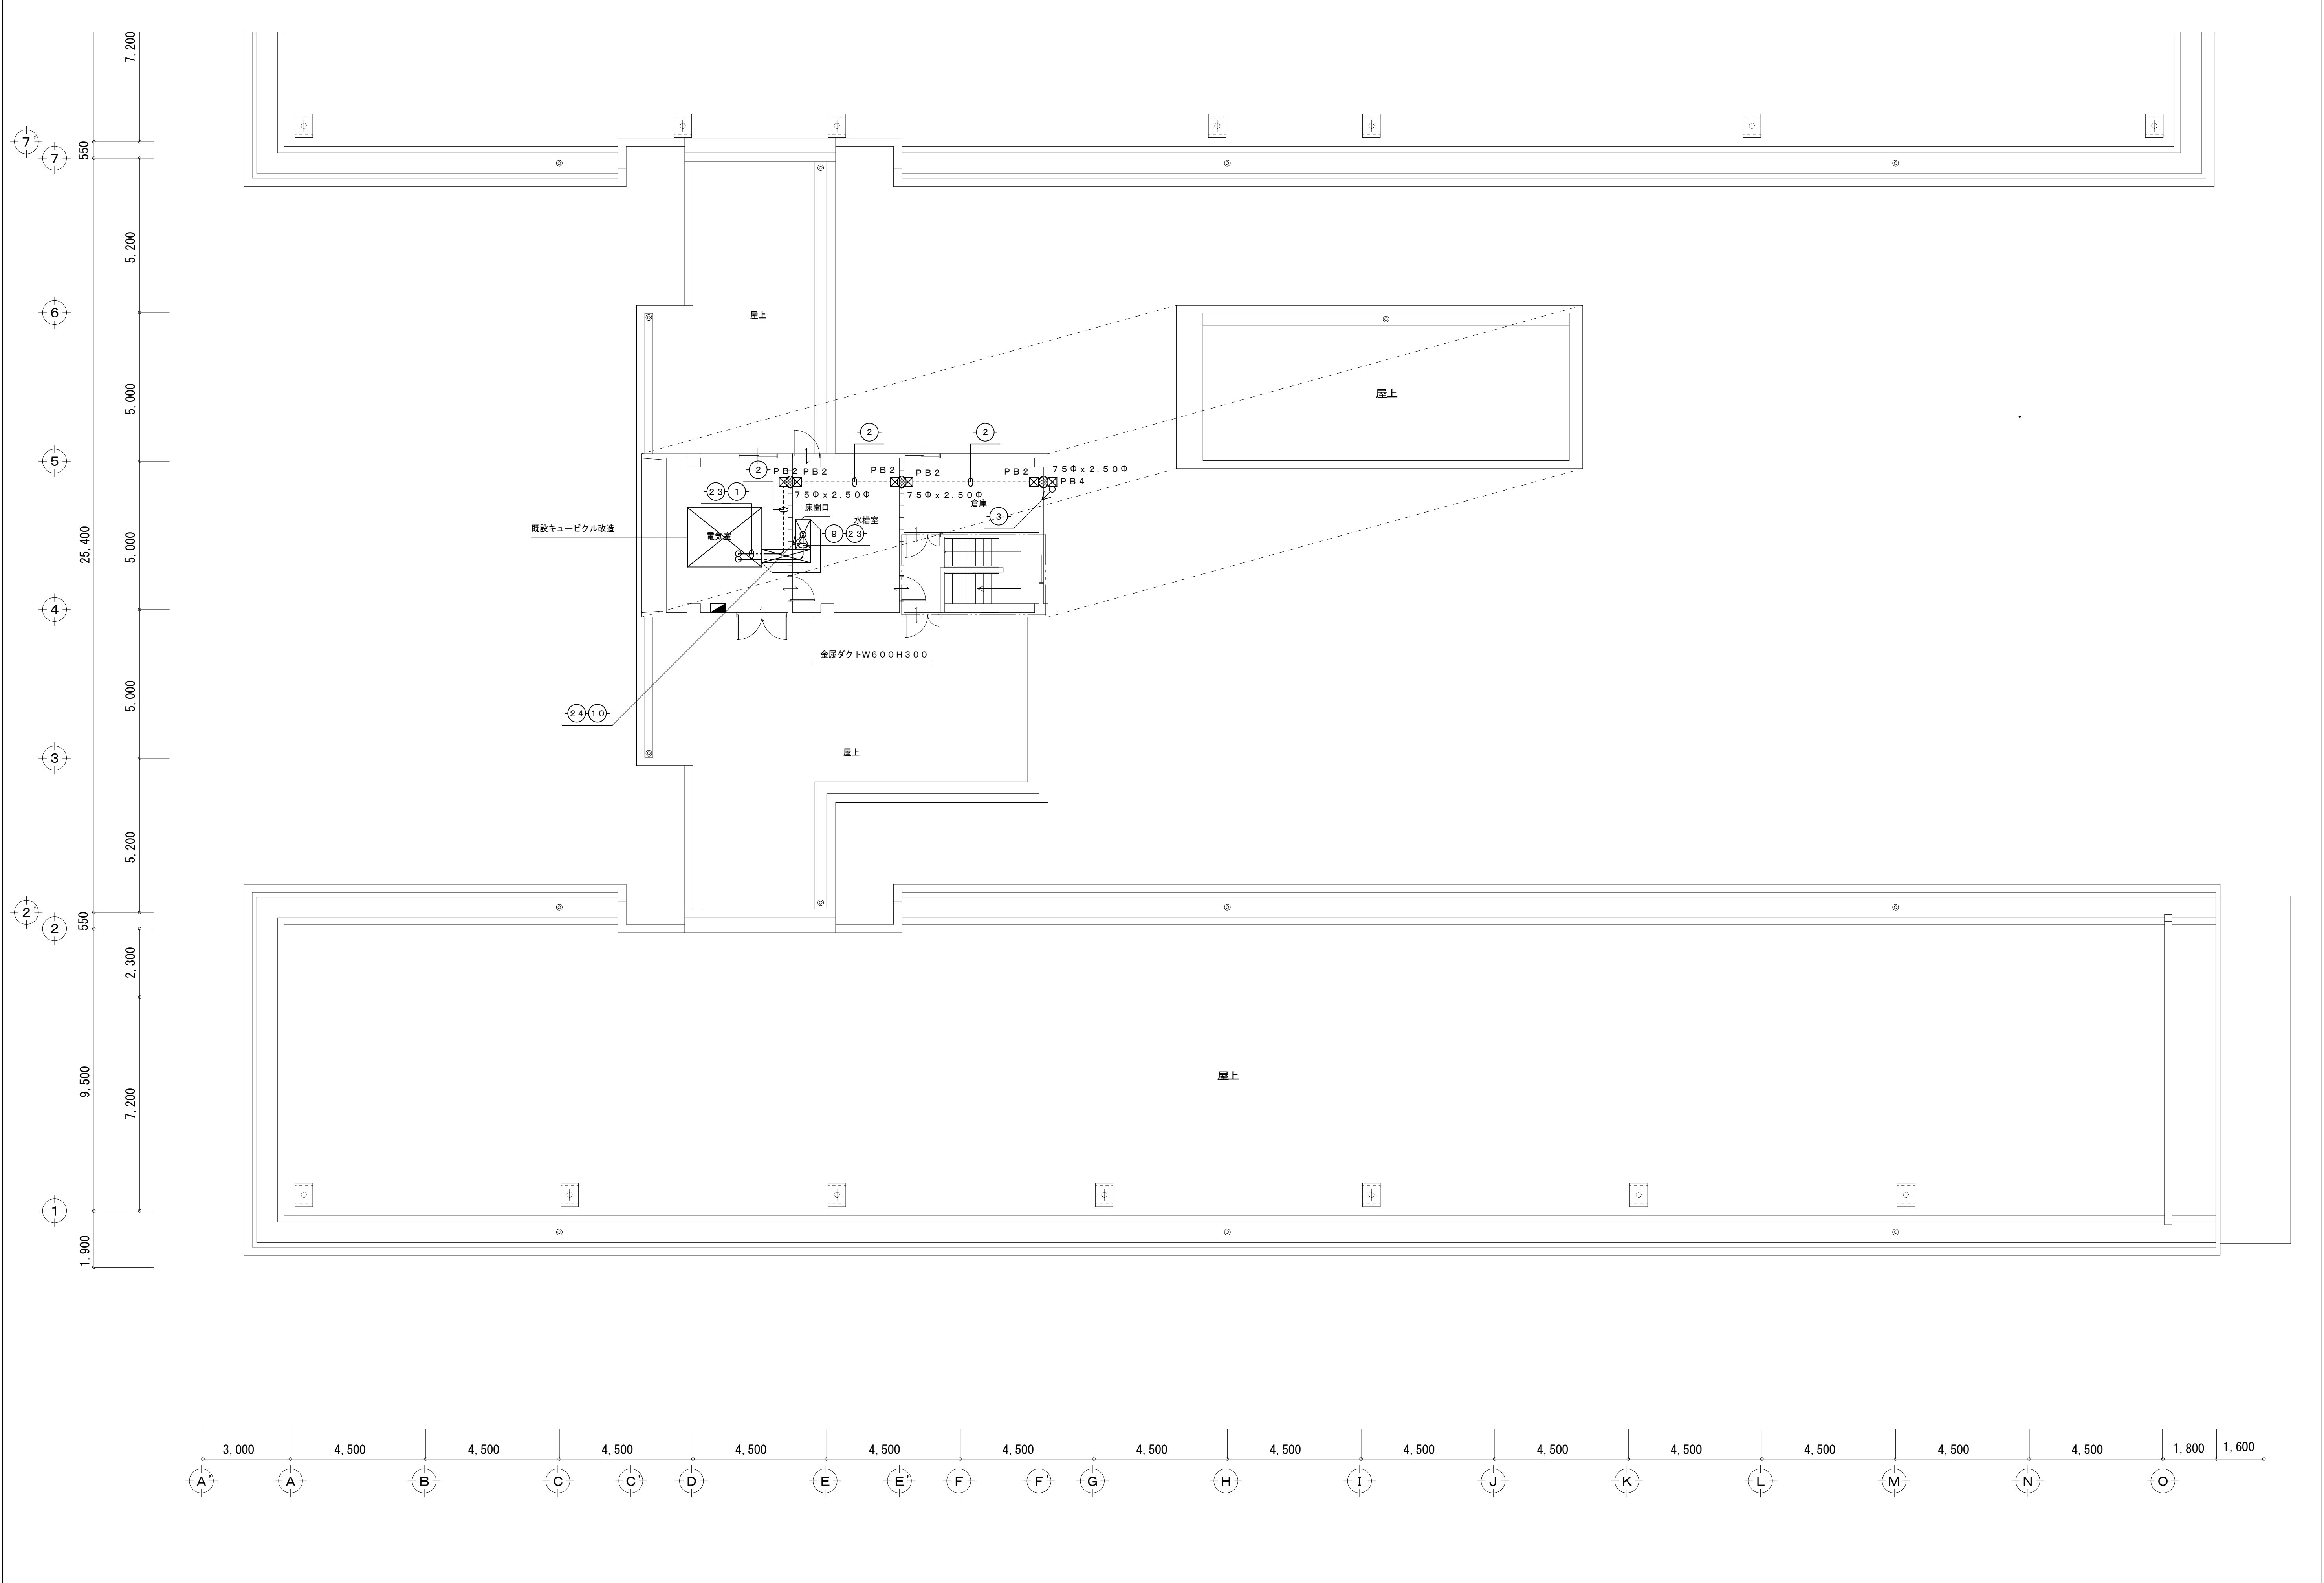 7,200
7'
550
7
5,200
6
屋上
5,000
屋上
2
2
5
2
PB2
PB2
PB2
PB2
PB2
75Φx2.50Φ
PB4
23
1
75Φx2.50Φ
75Φx2.50Φ
倉庫
床開口
3
水槽室
既設キュービクル改造
電気室
9
23
25,400
5,000
4
金属ダクトW600H300
5,000
24
10
屋上
3
5,200
2'
550
2
2,300
屋上
9,500
7,200
1
1,900
3,000
4,500
4,500
4,500
4,500
4,500
4,500
4,500
4,500
4,500
4,500
4,500
4,500
4,500
4,500
1,800
1,600
A'
A
B
C
C'
D
E
E'
F
F'
G
H
I
J
K
L
M
N
O